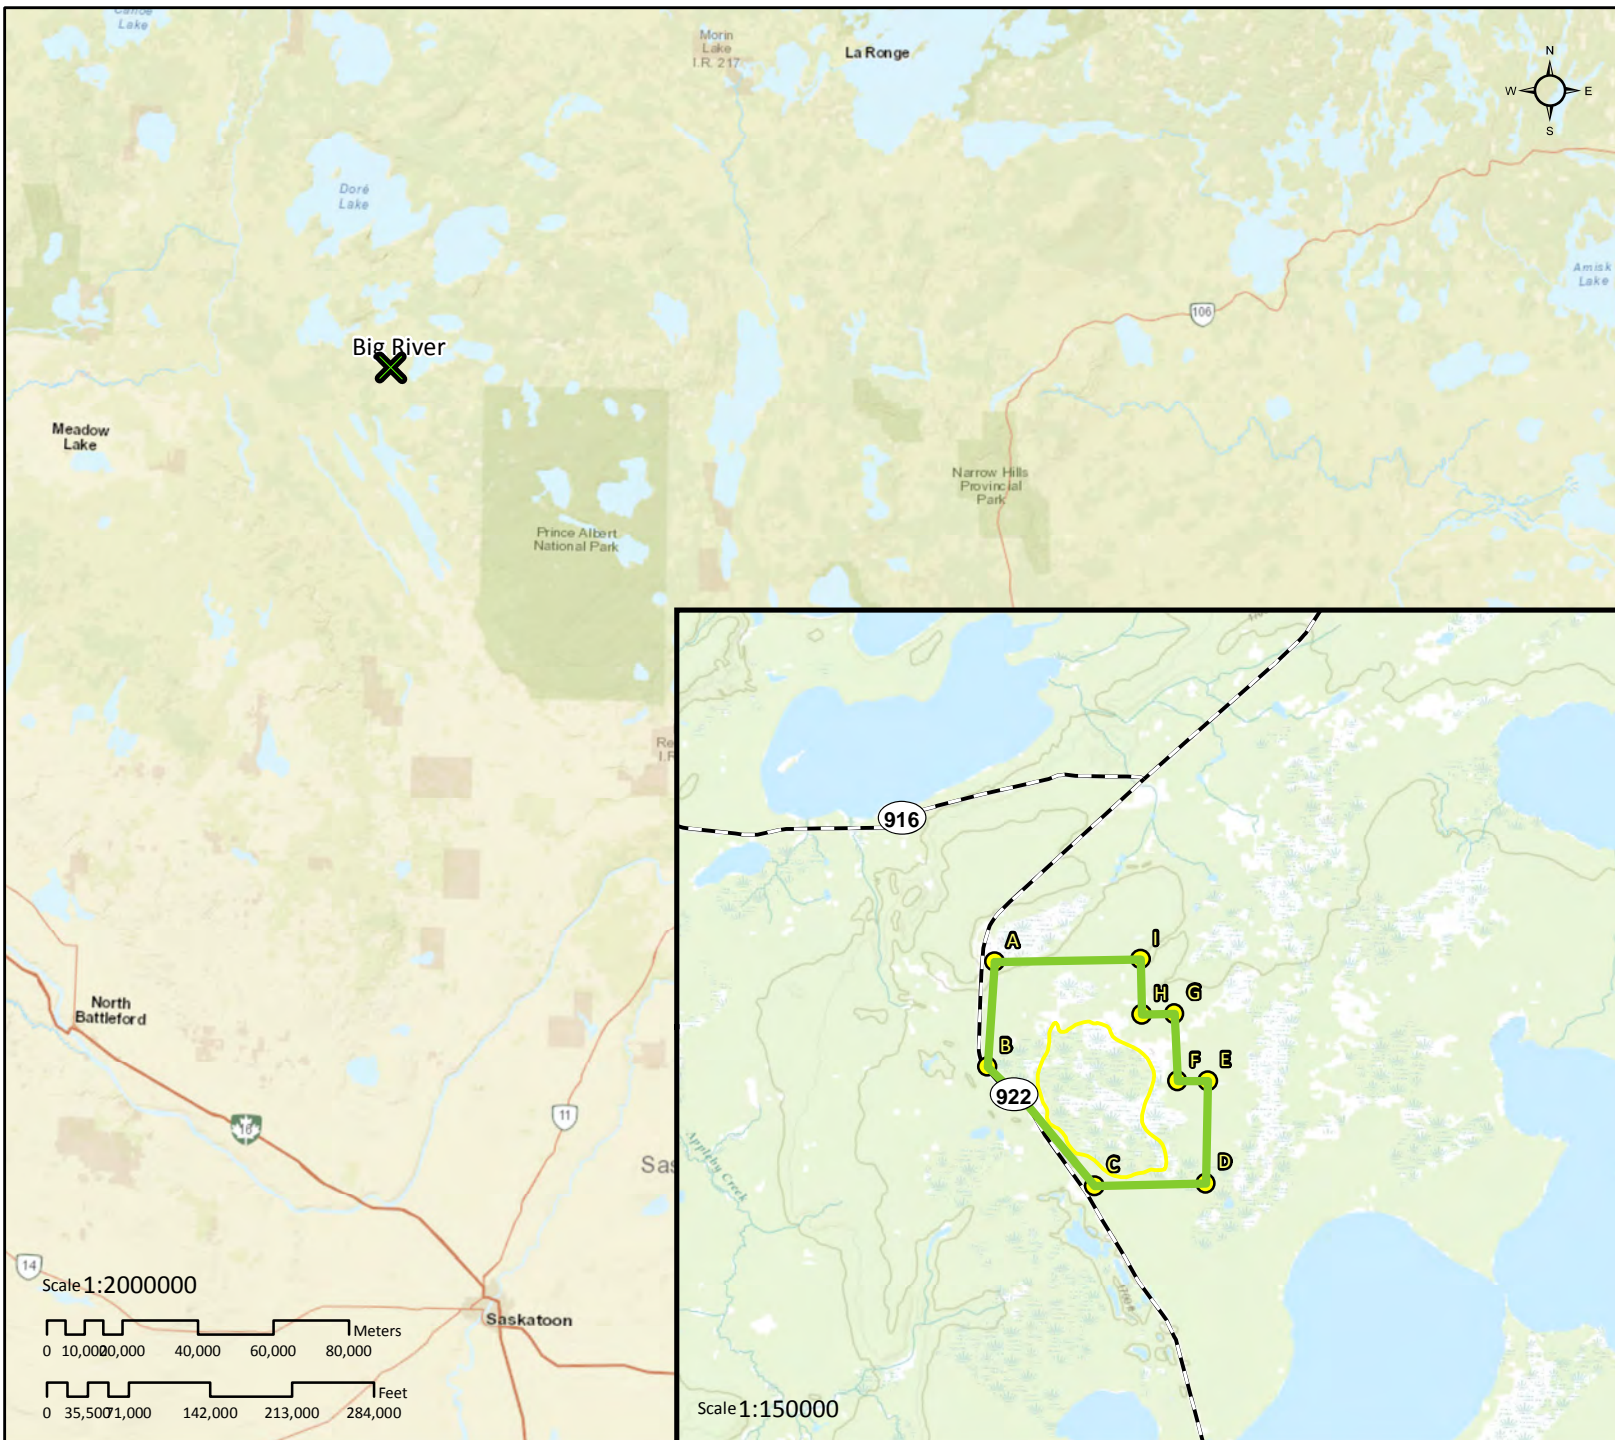 Canoe
Lake
Morin
Lake
I.R. 217
La Ronge
N
W
E
S
Doré
Lake
Amisk
Lake
106
Big River
Meadow
Lake
Narrow Hills
Provincial
Park
Prince Albert
National Park
916
A
I
H
G
B
F
E
922
C
D
Appleby Creek
North
Battleford
16
11
14
Scale 1:2000000
Meters
0 10,000 20,000 40,000 60,000 80,000
Feet
0 35,500 71,000 142,000 213,000 284,000
Saskatoon
Scale 1:150000